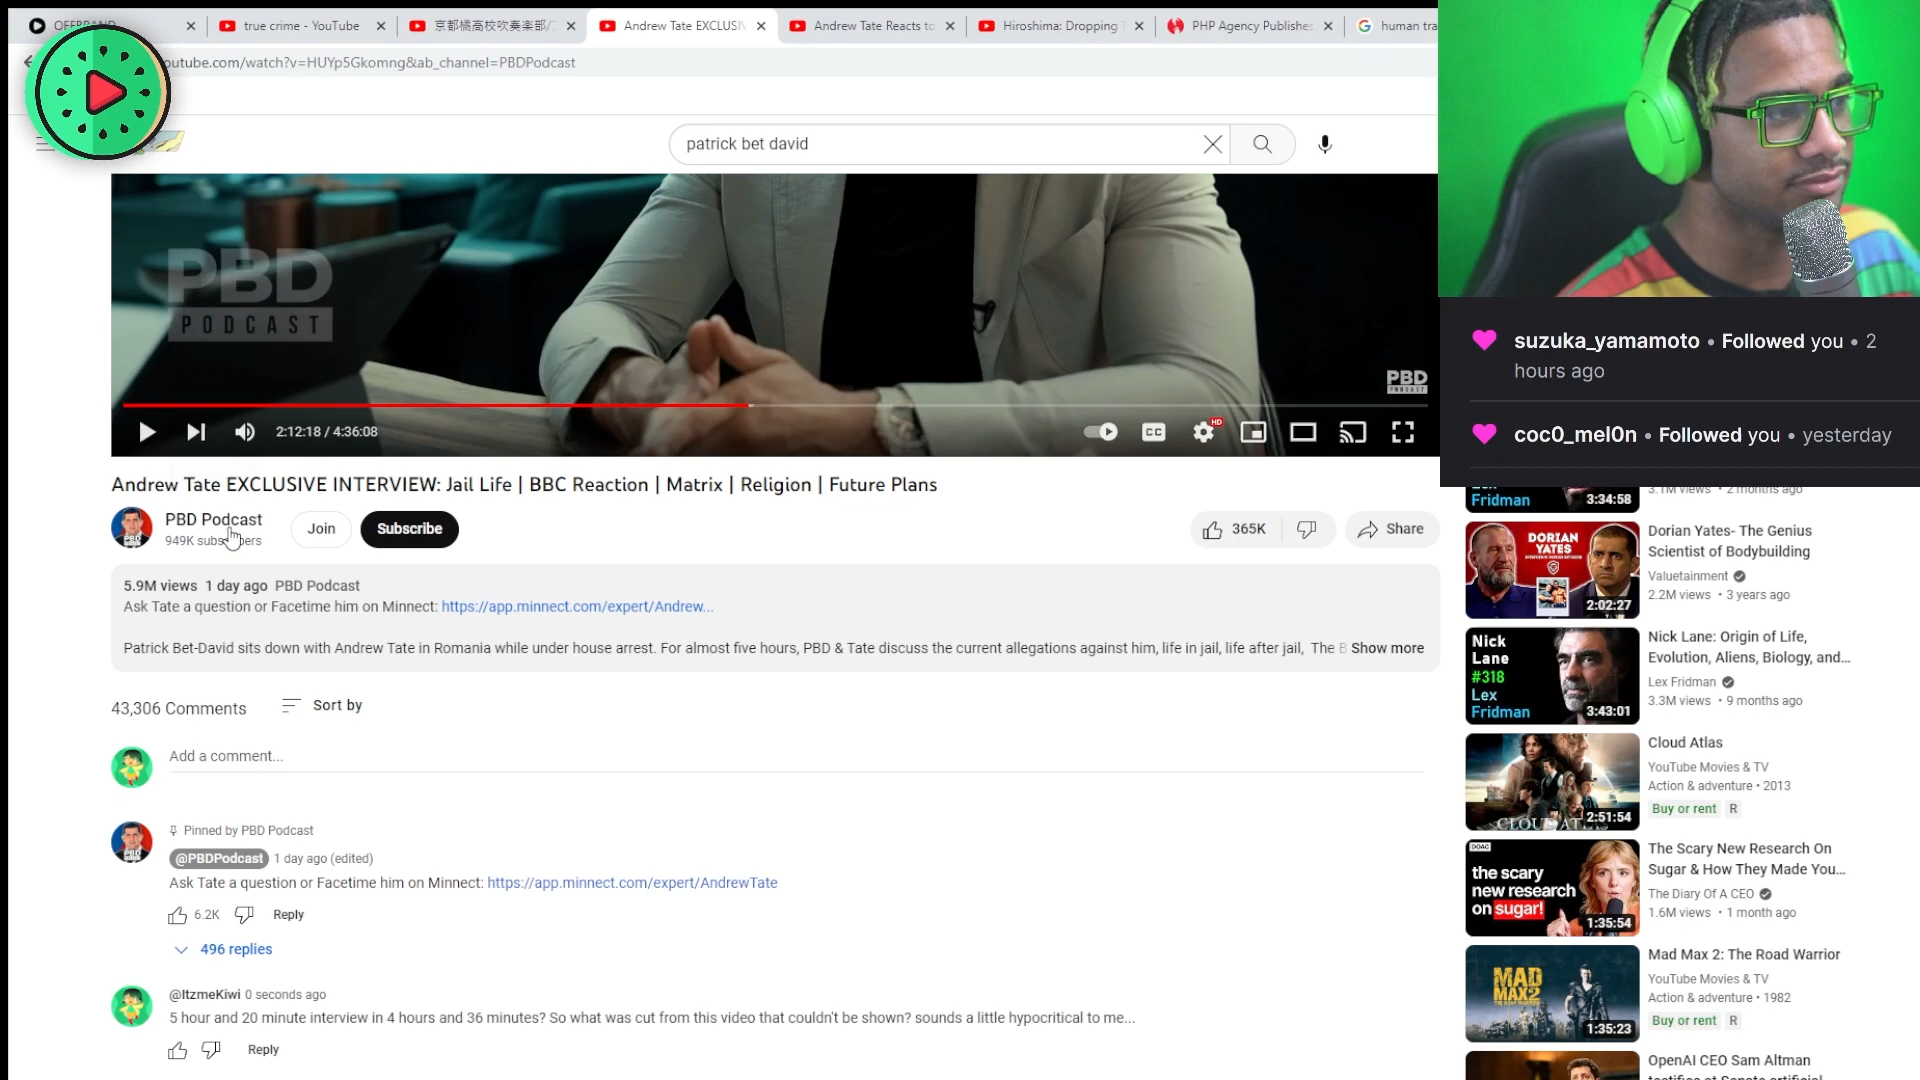 OFFBRAND
true crime - YouTube
京都橘高校吹奏楽部/
Andrew Tate EXCLUSIV
Andrew Tate Reacts to
Hiroshima: Dropping T
PHP Agency Publishes
human tra
outube.com/watch?v=HUYp5Gkomng&ab_channel=PBDPodcast
patrick bet david
PBD
PODCAST
PBD
PODCAST
2:12:18 / 4:36:08
CC
HD
Andrew Tate EXCLUSIVE INTERVIEW: Jail Life | BBC Reaction | Matrix | Religion | Future Plans
PBD Podcast
Join
Subscribe
365K
Share
5.9M views 1 day ago PBD Podcast
Ask Tate a question or Facetime him on Minnect: https://app.minnect.com/expert/Andrew...
Patrick Bet-David sits down with Andrew Tate in Romania while under house arrest. For almost five hours, PBD & Tate discuss the current allegations against him, life in jail, life after jail, The B Show more
43,306 Comments
Sort by
Add a comment...
Pinned by PBD Podcast
@PBDPodcast 1 day ago (edited)
Ask Tate a question or Facetime him on Minnect: https://app.minnect.com/expert/AndrewTate
6.2K
Reply
496 replies
@ItzmeKiwi 0 seconds ago
5 hour and 20 minute interview in 4 hours and 36 minutes? So what was cut from this video that couldn't be shown? sounds a little hypocritical to me...
Reply
suzuka_yamamoto • Followed you • 2
hours ago
coc0_mel0n • Followed you • yesterday
Fridman
3:34:58
3.1M views • 2 months ago
DORIAN
YATES
2:02:27
Dorian Yates- The Genius
Scientist of Bodybuilding
Valuetainment
2.2M views • 3 years ago
Nick
Lane
#318
Lex
Fridman
3:43:01
Nick Lane: Origin of Life,
Evolution, Aliens, Biology, and...
Lex Fridman
3.3M views • 9 months ago
CLOUD ATLAS
2:51:54
Cloud Atlas
YouTube Movies & TV
Action & adventure • 2013
Buy or rent
R
DOAC
the scary
new research
on sugar!
1:35:54
The Scary New Research On
Sugar & How They Made You...
The Diary Of A CEO
1.6M views • 1 month ago
MAD
MAX2
1:35:23
Mad Max 2: The Road Warrior
YouTube Movies & TV
Action & adventure • 1982
Buy or rent
R
OpenAI CEO Sam Altman
testifies at Senate artificial